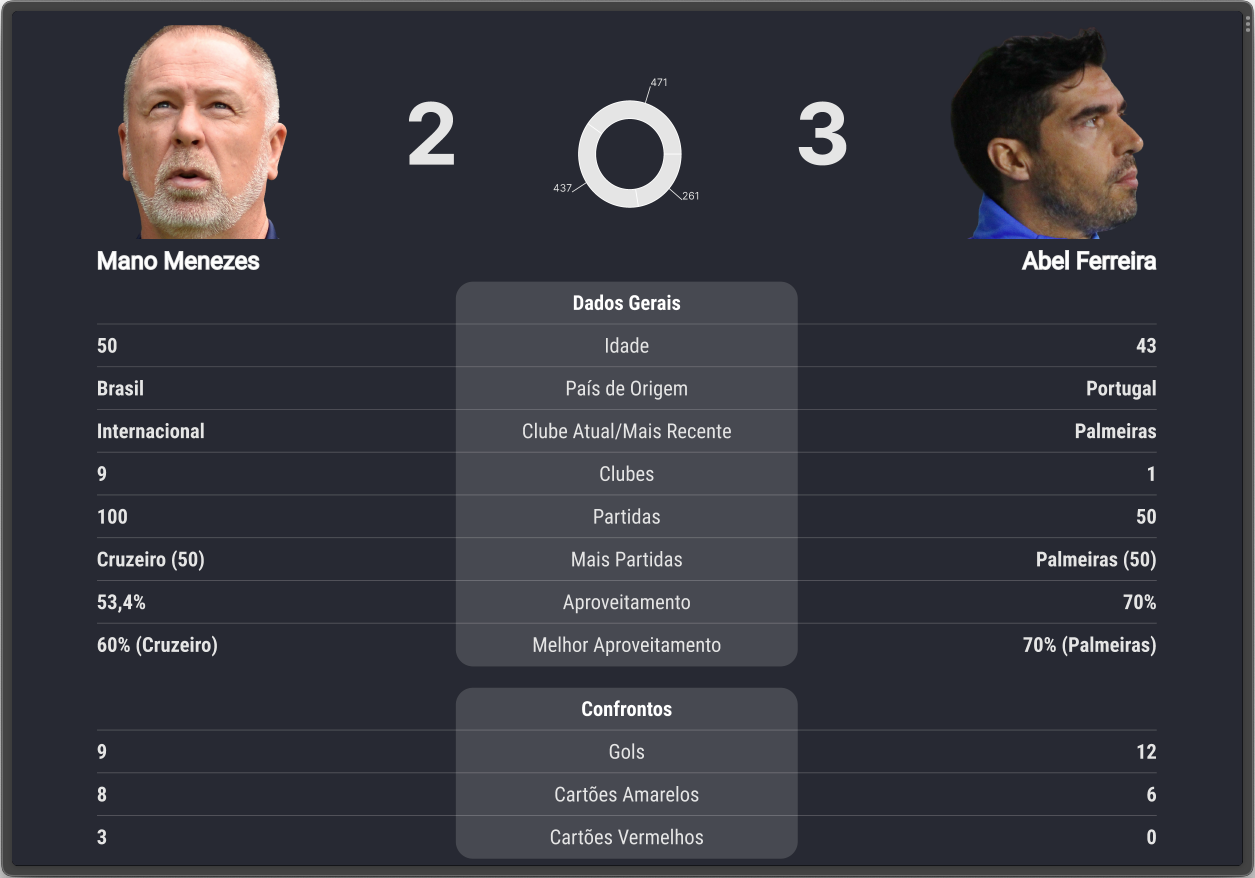 471
2
3
437
261
Mano Menezes
Abel Ferreira
Dados Gerais
50 Idade 43
Brasil País de Origem Portugal
Internacional Clube Atual/Mais Recente Palmeiras
9 Clubes 1
100 Partidas 50
Cruzeiro (50) Mais Partidas Palmeiras (50)
53,4% Aproveitamento 70%
60% (Cruzeiro) Melhor Aproveitamento 70% (Palmeiras)
Confrontos
9 Gols 12
8 Cartões Amarelos 6
3 Cartões Vermelhos 0